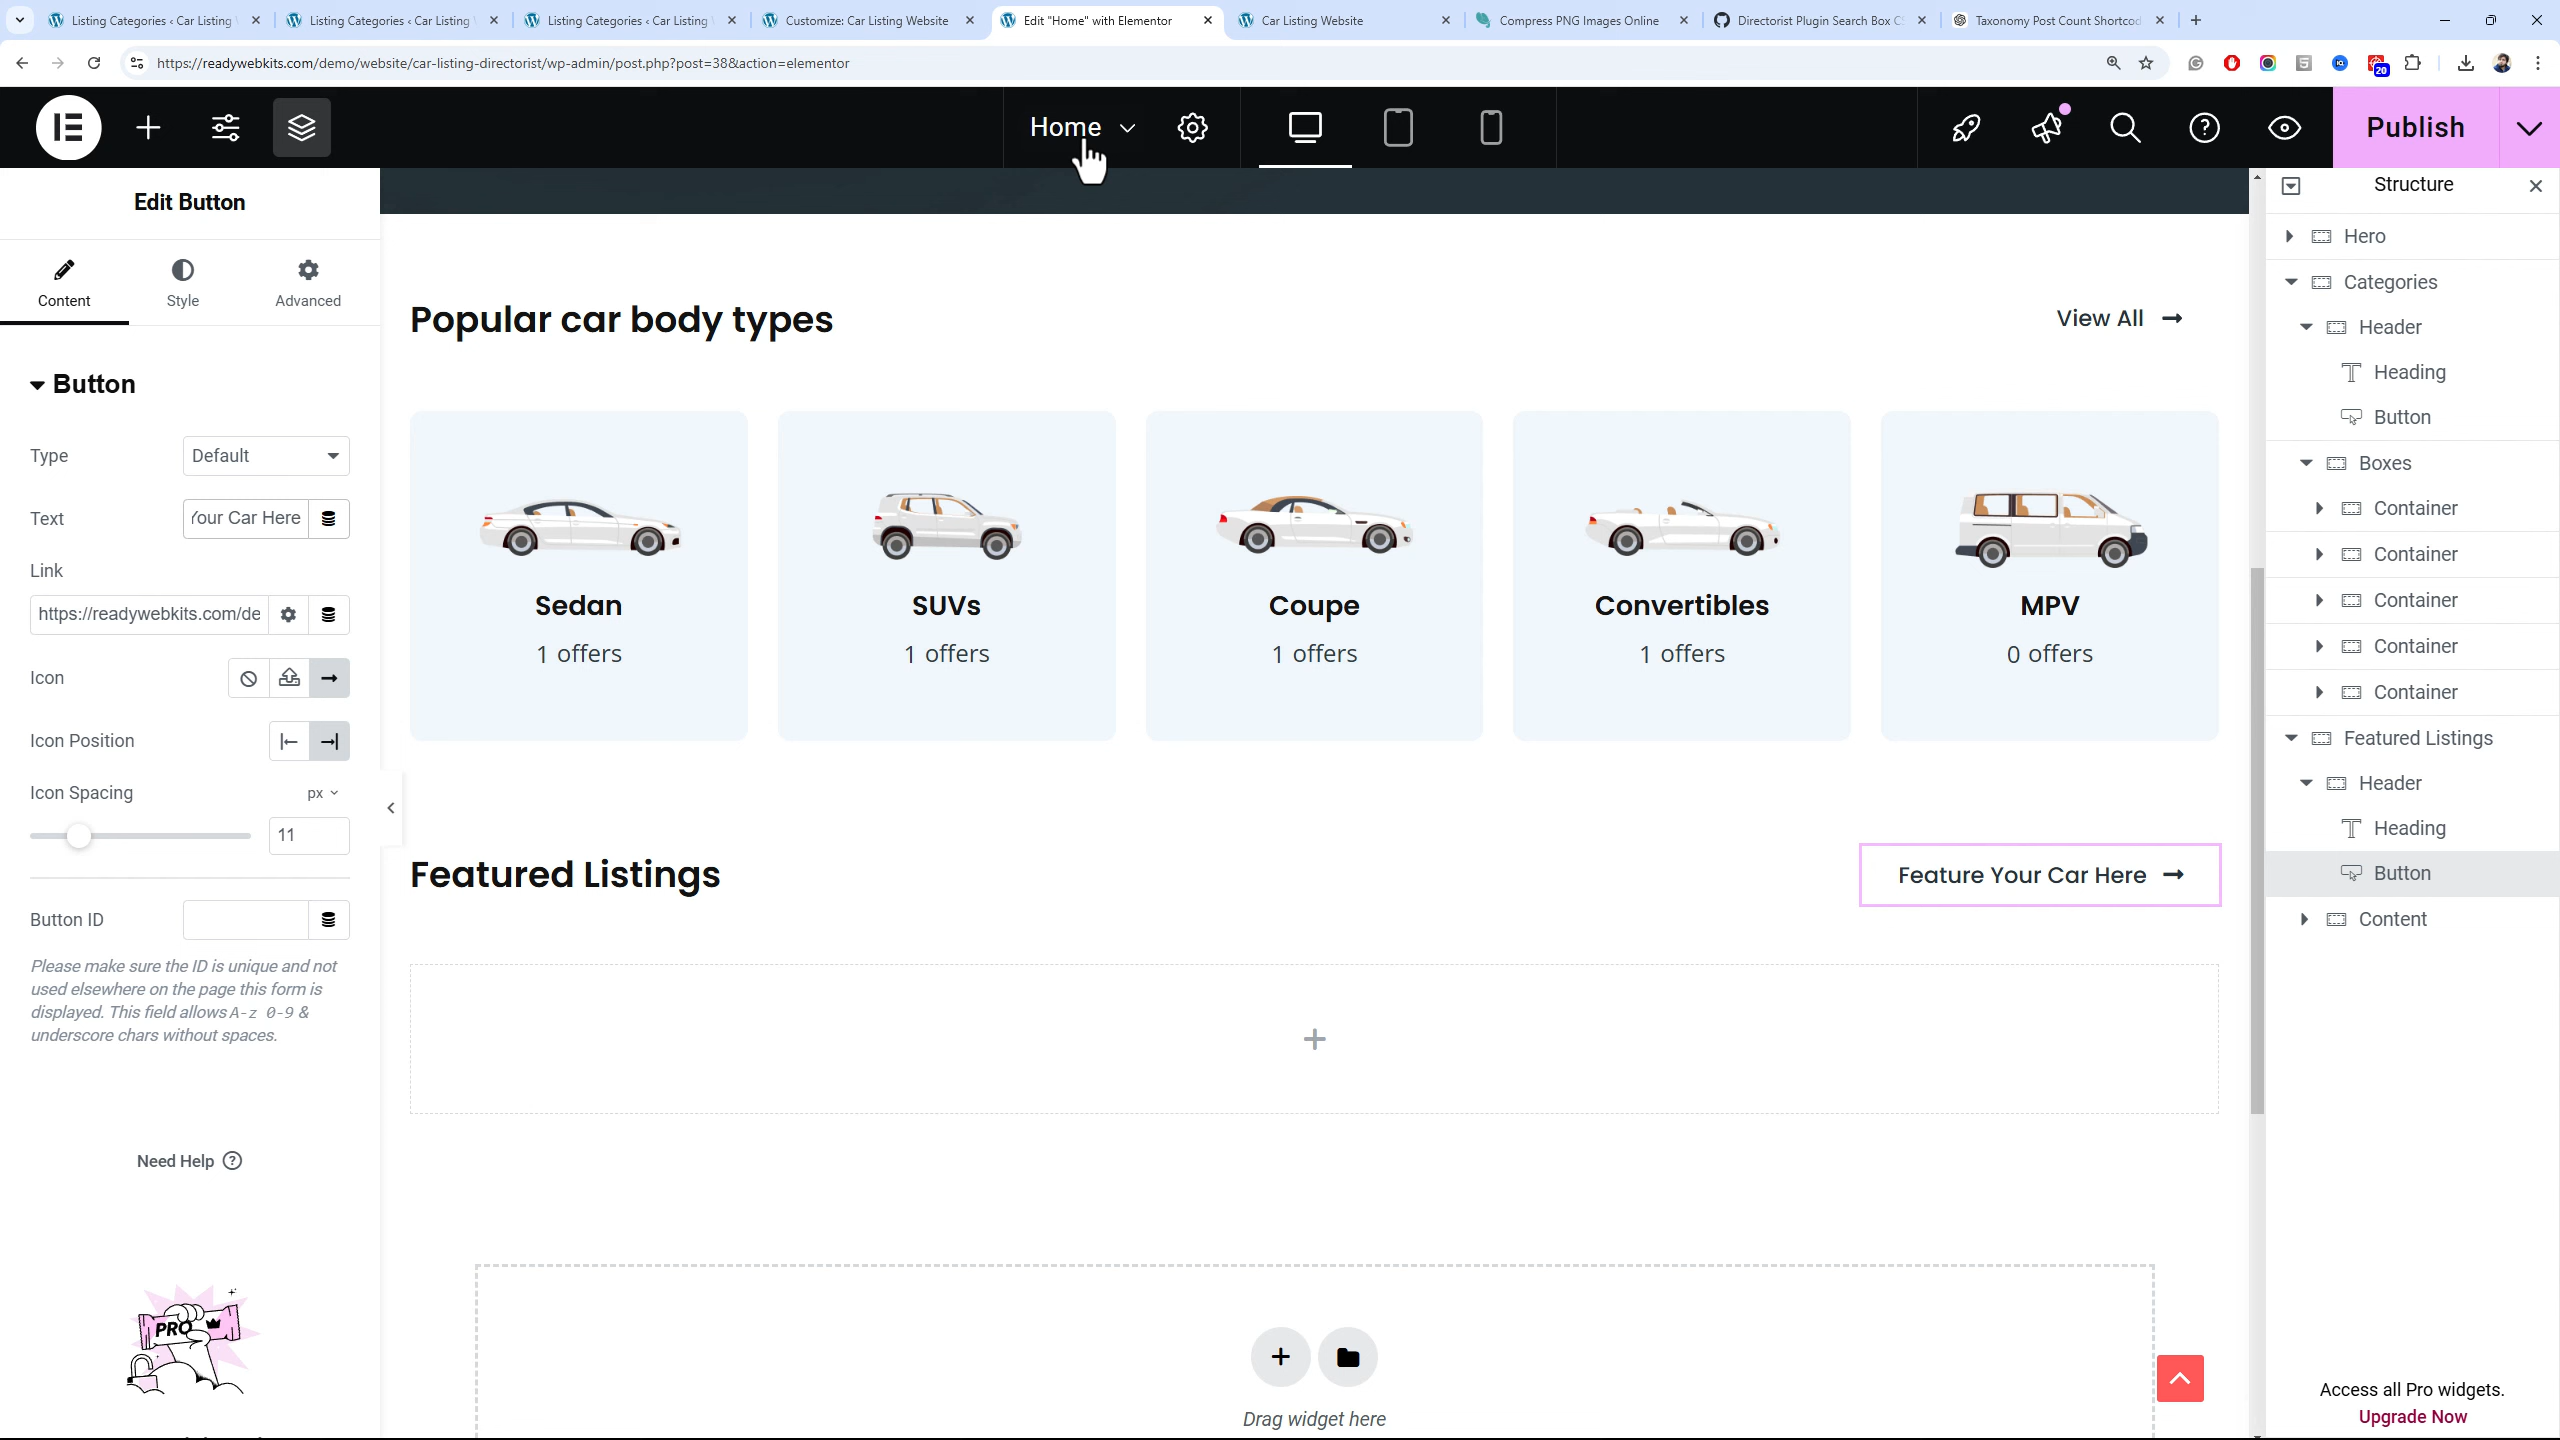 Listing Categories ‹ Car Listing
Listing Categories ‹ Car Listing
Listing Categories ‹ Car Listing
Customize: Car Listing Website
Edit "Home" with Elementor
Car Listing Website
Compress PNG Images Online
Directorist Plugin Search Box C
Taxonomy Post Count Shortcod
https://readywebkits.com/demo/website/car-listing-directorist/wp-admin/post.php?post=38&action=elementor
20
Home
Publish
Edit Button
Content
Style
Advanced
Button
Type
Default
Text
Your Car Here
Link
https://readywebkits.com/de
Icon
Icon Position
Icon Spacing
px
11
Button ID
Please make sure the ID is unique and not
used elsewhere on the page this form is
displayed. This field allows A-z 0-9 &
underscore chars without spaces.
Need Help
PRO
Popular car body types
View All
Sedan
1 offers
SUVs
1 offers
Coupe
1 offers
Convertibles
1 offers
MPV
0 offers
Featured Listings
Feature Your Car Here
Drag widget here
Structure
Hero
Categories
Header
Heading
Button
Boxes
Container
Container
Container
Container
Container
Featured Listings
Header
Heading
Button
Content
Access all Pro widgets.
Upgrade Now